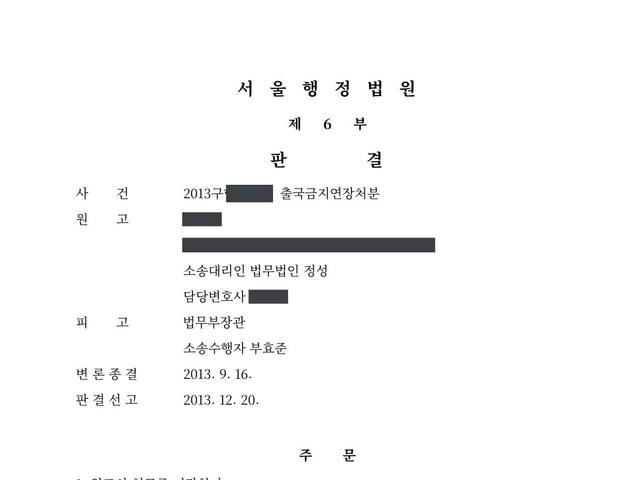 서 울 행 정 법 원
제 6 부
판 결
사 건 2013구 출국금지연장처분
원 고
소송대리인 법무법인 정성
담당변호사
피 고 법무부장관
소송수행자 부효준
변 론 종 결 2013. 9. 16.
판 결 선 고 2013. 12. 20.
주 문